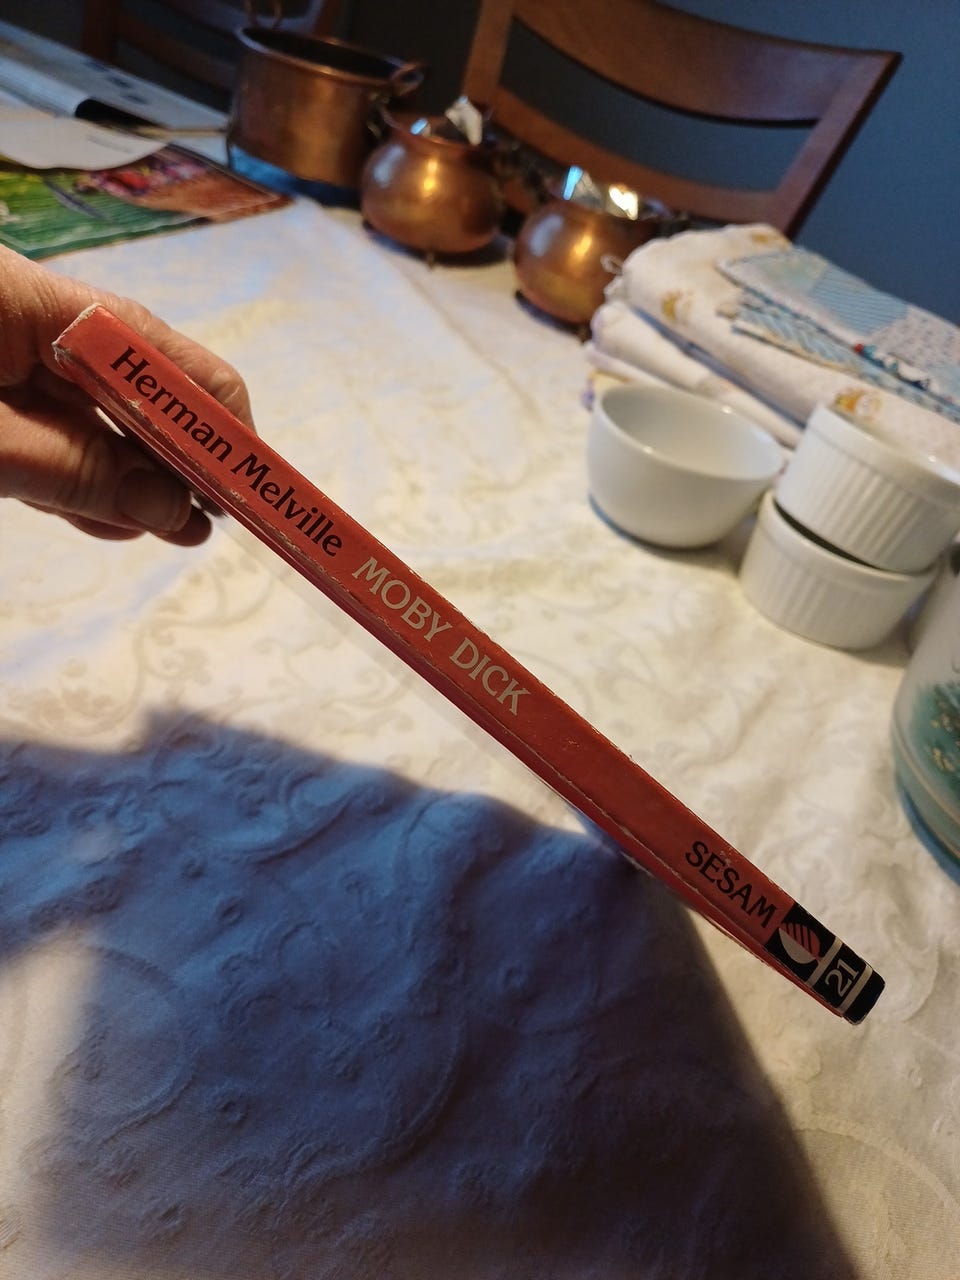 Herman Melville MOBY DICK
SESAM
21